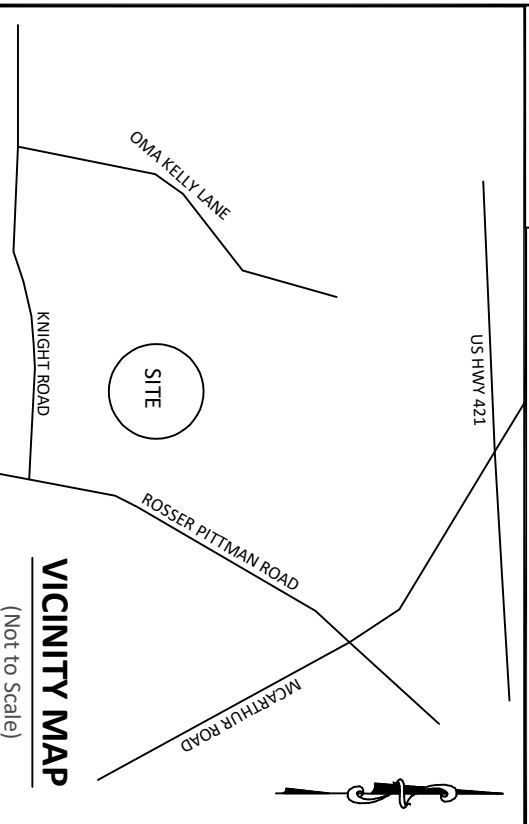 OMA KELLY LANE
US HWY 421
KNIGHT ROAD
SITE
ROSSER PITTMAN ROAD
MCARTHUR ROAD
VICINITY MAP
(Not to Scale)